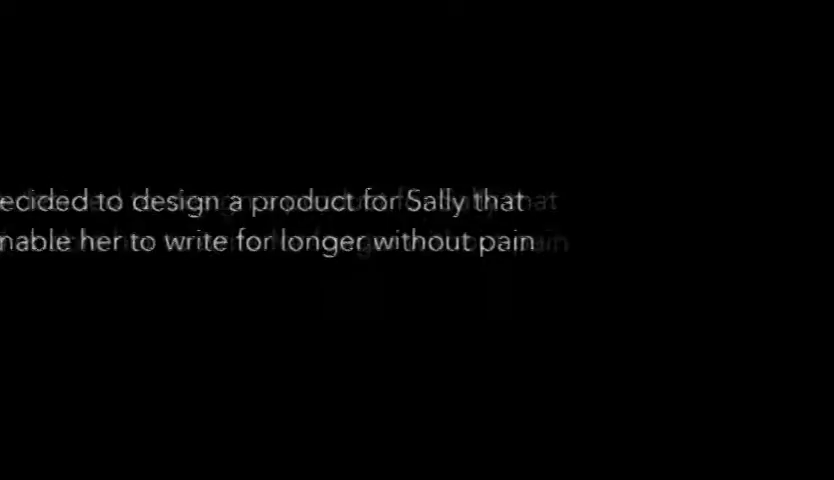 ecided to design a product for Sally that
nable her to write for longer without pain